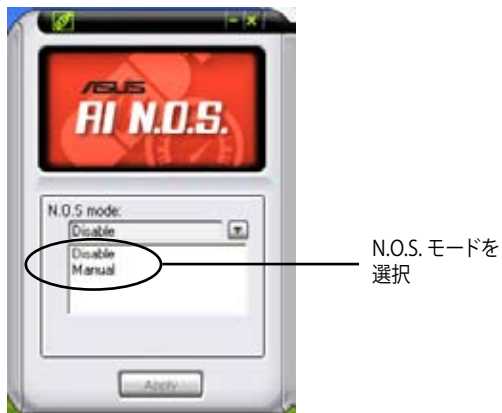 ASUS
AI N.O.S.
N.O.S mode:
Disable
Disable
Manual
N.O.S. モードを
選択
Apply